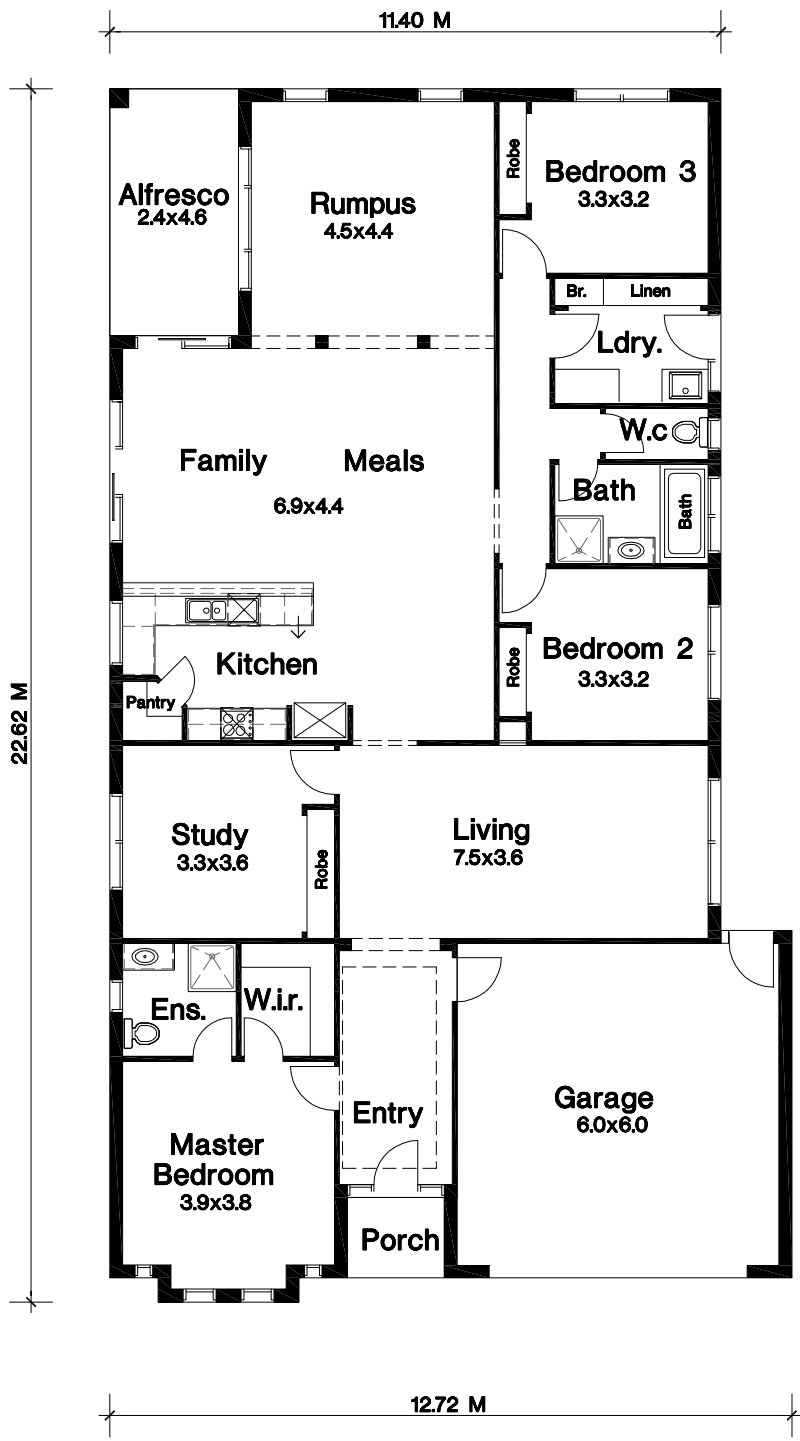 11.40 M
Alfresco
2.4x4.6
Rumpus
4.5x4.4
Robe
Bedroom 3
3.3x3.2
Br.
Linen
Ldry.
W.c
Bath
Bath
Family
Meals
6.9x4.4
Kitchen
Pantry
Robe
Bedroom 2
3.3x3.2
22.62 M
Study
3.3x3.6
Robe
Living
7.5x3.6
Ens.
W.i.r.
Entry
Garage
6.0x6.0
Master
Bedroom
3.9x3.8
Porch
12.72 M